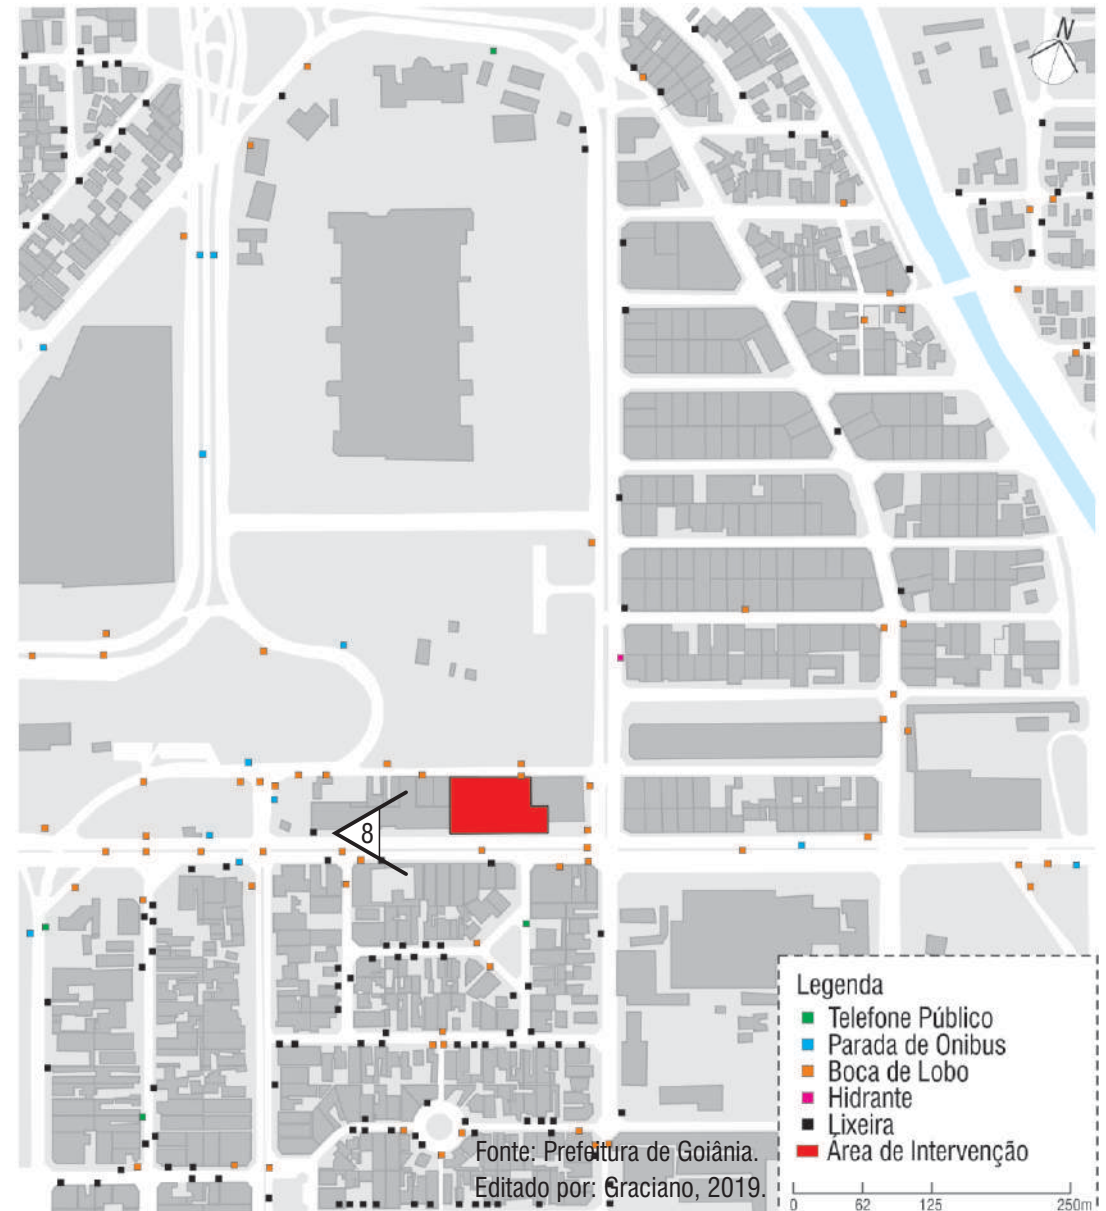 N
8
Legenda
Telefone Público
Parada de Onibus
Boca de Lobo
Hidrante
Lixeira
Área de Intervenção
Fonte: Prefeitura de Goiânia.
Editado por: Graciano, 2019.
0 62 125 250m